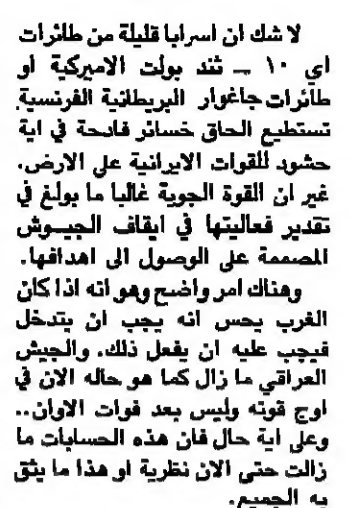 لا شك ان اسرابا قليلة من طائرات
اي ١٠ ــ ثند بولت الاميركية او
طائرات جاغوار البريطانية الفرنسية
تستطيع الحاق خسائر فادحة في اية
حشود للقوات الايرانية على الارض.
غير ان القوة الجوية غالبا ما بولغ في
تقدير فعاليتها في ايقاف الجيوش
المصممة على الوصول الى اهدافها.
وهناك امر واضح وهو انه اذا كان
الغرب يحس انه يجب ان يتدخل
فيجب عليه ان يفعل ذلك، والجيش
العراقي ما زال كما هو حاله الان في
اوج قوته وليس بعد فوات الاوان..
وعلى اية حال فان هذه الحسابات ما
زالت حتى الان نظرية او هذا ما يثق
به الجميع.